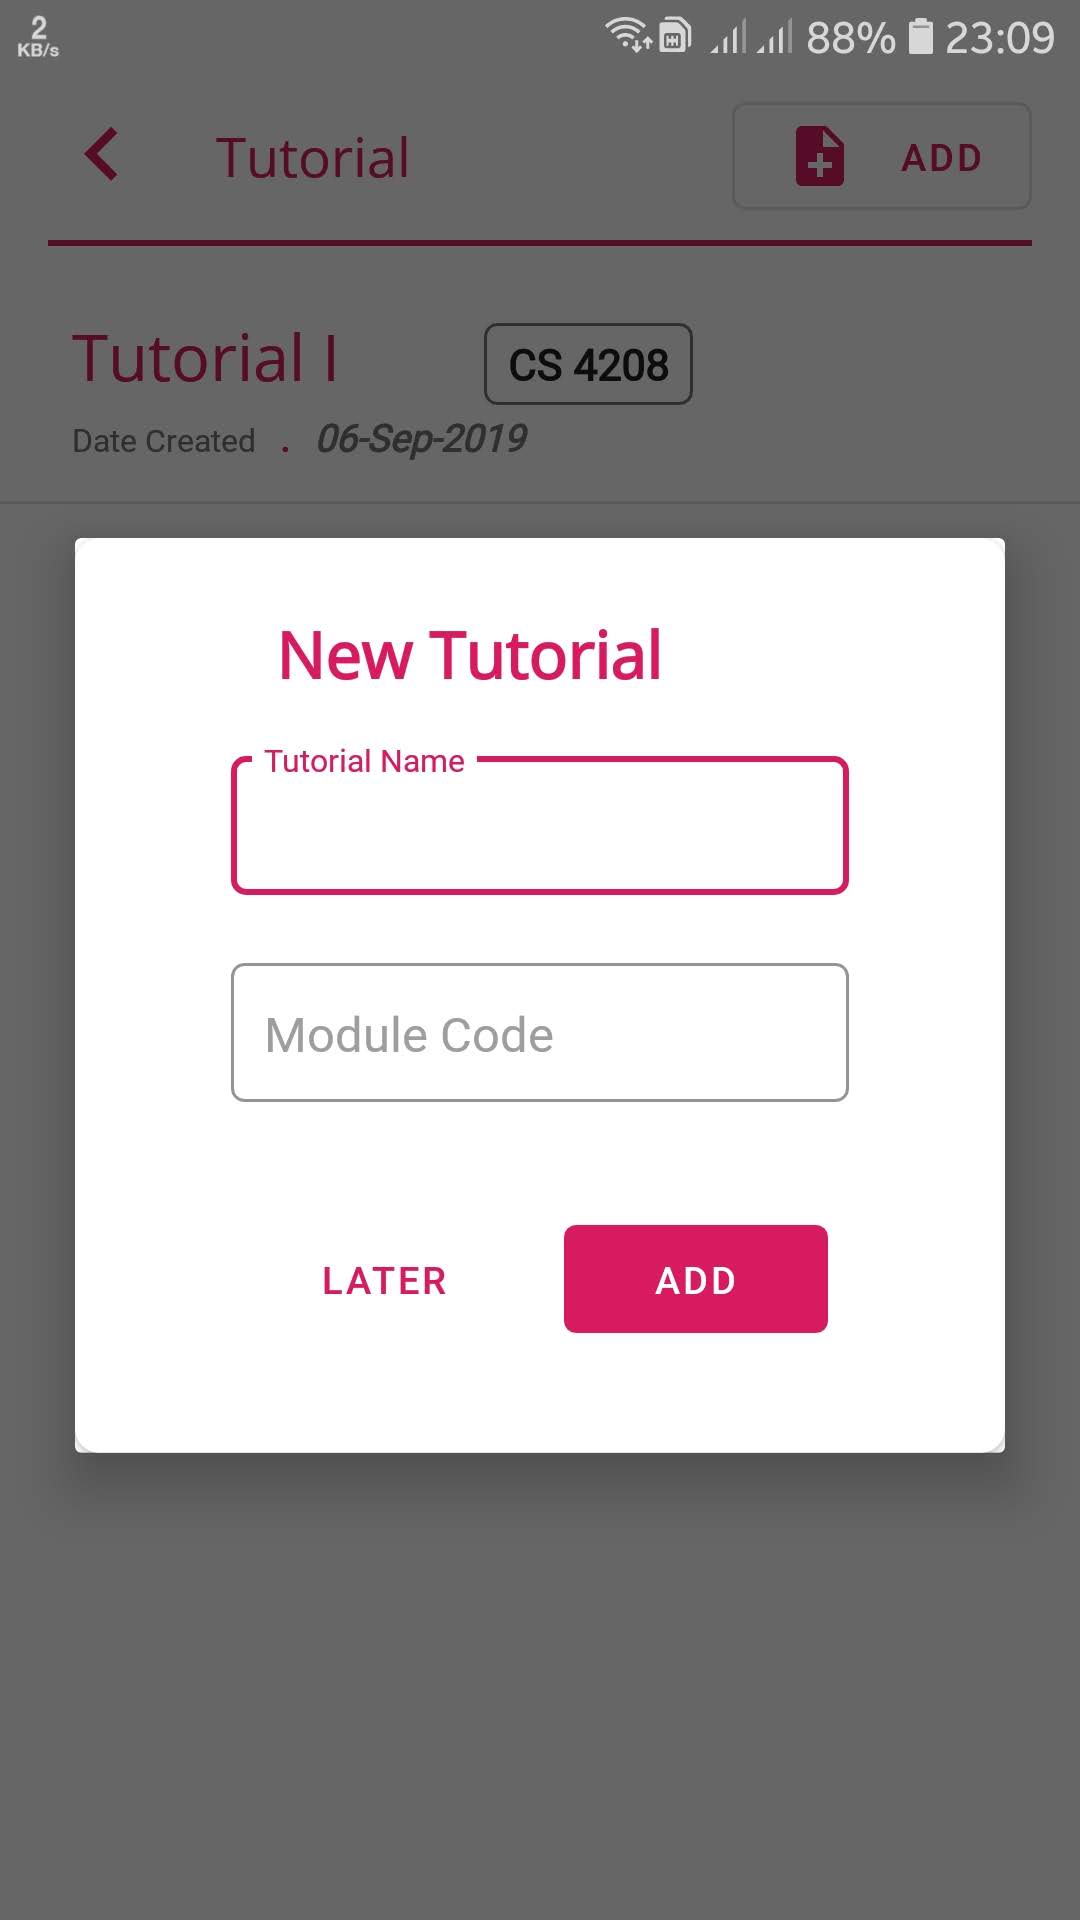 2
KB/s
88% 23:09
Tutorial
ADD
Tutorial I
CS 4208
Date Created . 06-Sep-2019
New Tutorial
Tutorial Name
Module Code
LATER
ADD